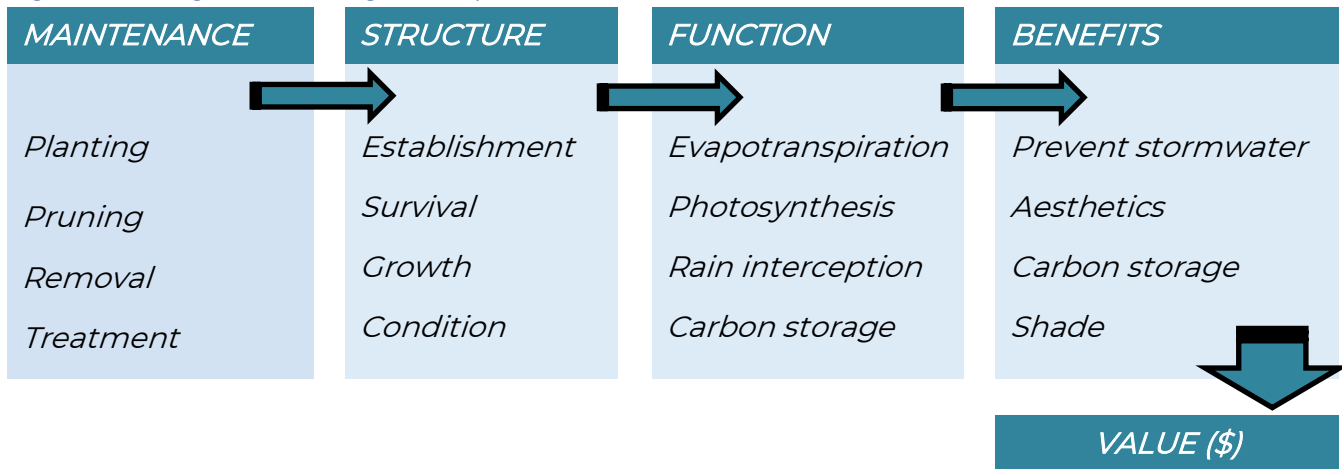 MAINTENANCE
Planting
Pruning
Removal
Treatment
STRUCTURE
Establishment
Survival
Growth
Condition
FUNCTION
Evapotranspiration
Photosynthesis
Rain interception
Carbon storage
BENEFITS
Prevent stormwater
Aesthetics
Carbon storage
Shade
VALUE ($)